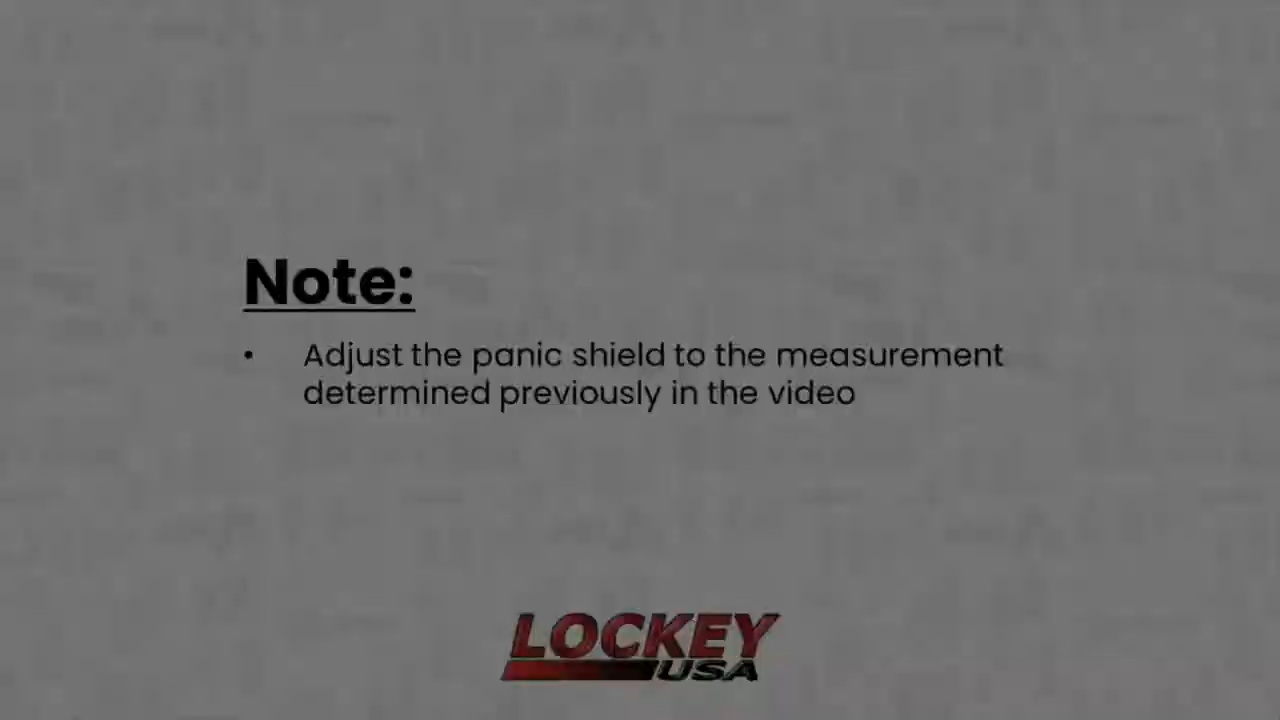 Note:
• Adjust the panic shield to the measurement
determined previously in the video
LOCKEY
USA